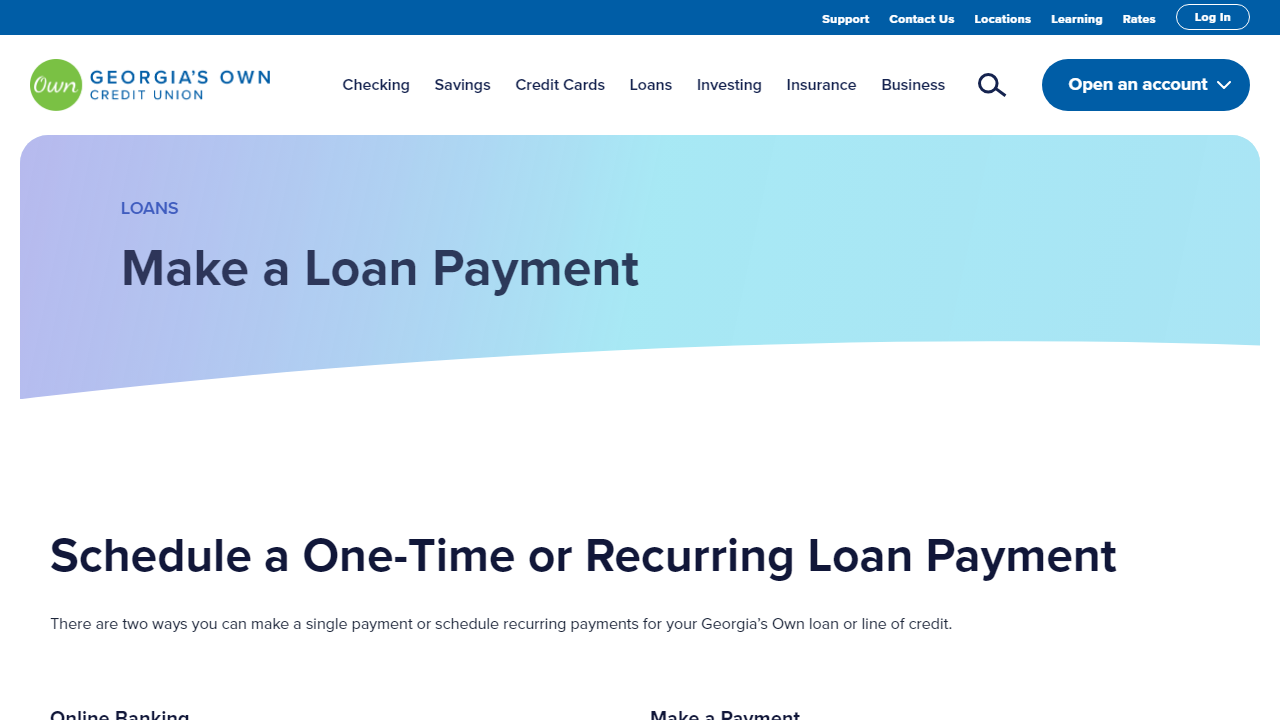 Support Contact Us Locations Learning Rates Log In
Own GEORGIA'S OWN
CREDIT UNION
Checking Savings Credit Cards Loans Investing Insurance Business Open an account
LOANS
Make a Loan Payment
Schedule a One-Time or Recurring Loan Payment
There are two ways you can make a single payment or schedule recurring payments for your Georgia’s Own loan or line of credit.
Online Banking Make a Payment